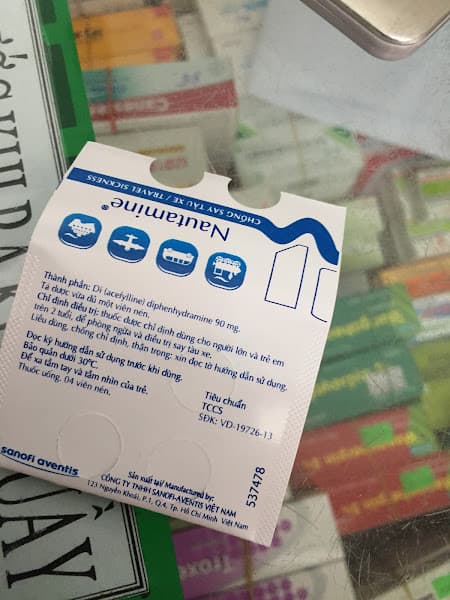 CHỐNG SAY TÀU XE / TRAVEL SICKNESS
Nautamine®
Thành phần: Di (acefylline) diphenhydramine 90 mg.
Tá dược vừa đủ một viên nén.
Chỉ định điều trị: thuốc được chỉ định dùng cho người lớn và trẻ em
trên 2 tuổi, để phòng ngừa và điều trị say tàu xe.
Liều dùng, chống chỉ định, thận trọng: xin đọc tờ hướng dẫn sử dụng.
Đọc kỹ hướng dẫn sử dụng trước khi dùng.
Bảo quản dưới 30°C.
Để xa tầm tay và tầm nhìn của trẻ.
Thuốc uống. 04 viên nén.
Tiêu chuẩn
TCCS
SĐK: VD-19726-13
sanofi aventis
Sản xuất tại/ Manufactured by:
CÔNG TY TNHH SANOFI-AVENTIS VIỆT NAM
123 Nguyễn Khoái, P.1, Q.4, Tp. Hồ Chí Minh Việt Nam
537478